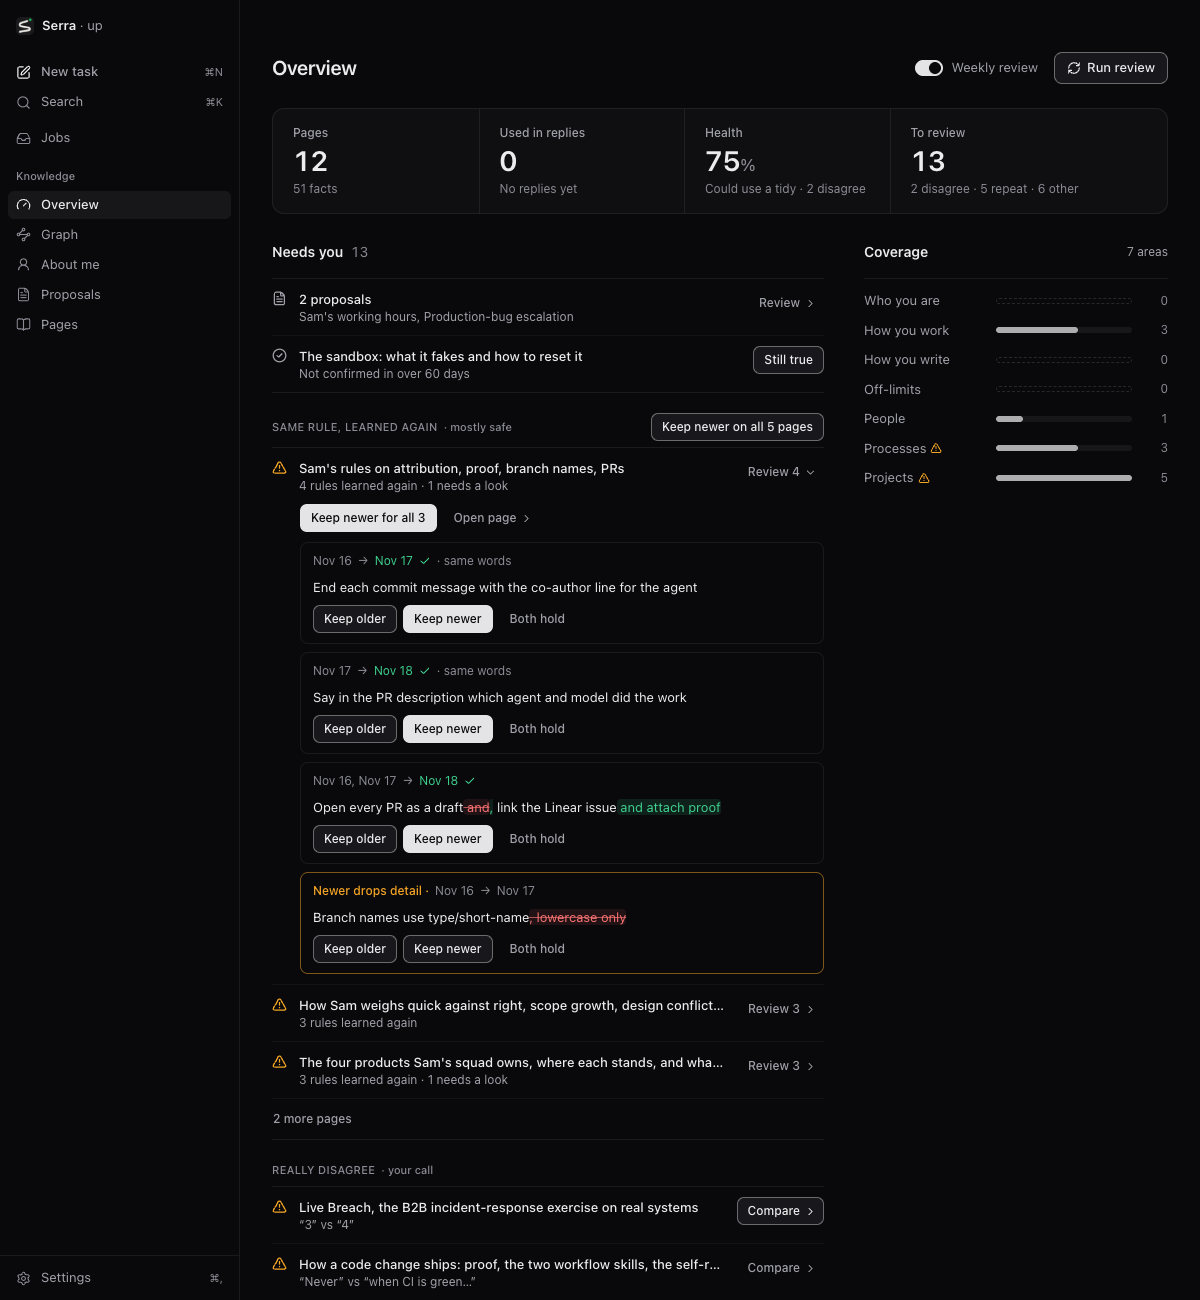 Serra · up
New task ⌘N
Search ⌘K
Jobs
Knowledge
Overview
Graph
About me
Proposals
Pages
Settings ⌘,
Overview
Weekly review
Run review
Pages
12
51 facts
Used in replies
0
No replies yet
Health
75%
Could use a tidy · 2 disagree
To review
13
2 disagree · 5 repeat · 6 other
Needs you 13
2 proposals
Sam's working hours, Production-bug escalation
Review
The sandbox: what it fakes and how to reset it
Not confirmed in over 60 days
Still true
SAME RULE, LEARNED AGAIN · mostly safe
Keep newer on all 5 pages
Sam's rules on attribution, proof, branch names, PRs
4 rules learned again · 1 needs a look
Review 4
Keep newer for all 3
Open page
Nov 16 → Nov 17 ✓ · same words
End each commit message with the co-author line for the agent
Keep older
Keep newer
Both hold
Nov 17 → Nov 18 ✓ · same words
Say in the PR description which agent and model did the work
Keep older
Keep newer
Both hold
Nov 16, Nov 17 → Nov 18 ✓
Open every PR as a draft and, link the Linear issue and attach proof
Keep older
Keep newer
Both hold
Newer drops detail · Nov 16 → Nov 17
Branch names use type/short-name, lowercase only
Keep older
Keep newer
Both hold
How Sam weighs quick against right, scope growth, design conflict...
3 rules learned again
Review 3
The four products Sam's squad owns, where each stands, and wha...
3 rules learned again · 1 needs a look
Review 3
2 more pages
REALLY DISAGREE · your call
Live Breach, the B2B incident-response exercise on real systems
“3” vs “4”
Compare
How a code change ships: proof, the two workflow skills, the self-r...
“Never” vs “when CI is green…”
Compare
Coverage
7 areas
Who you are 0
How you work 3
How you write 0
Off-limits 0
People 1
Processes 3
Projects 5